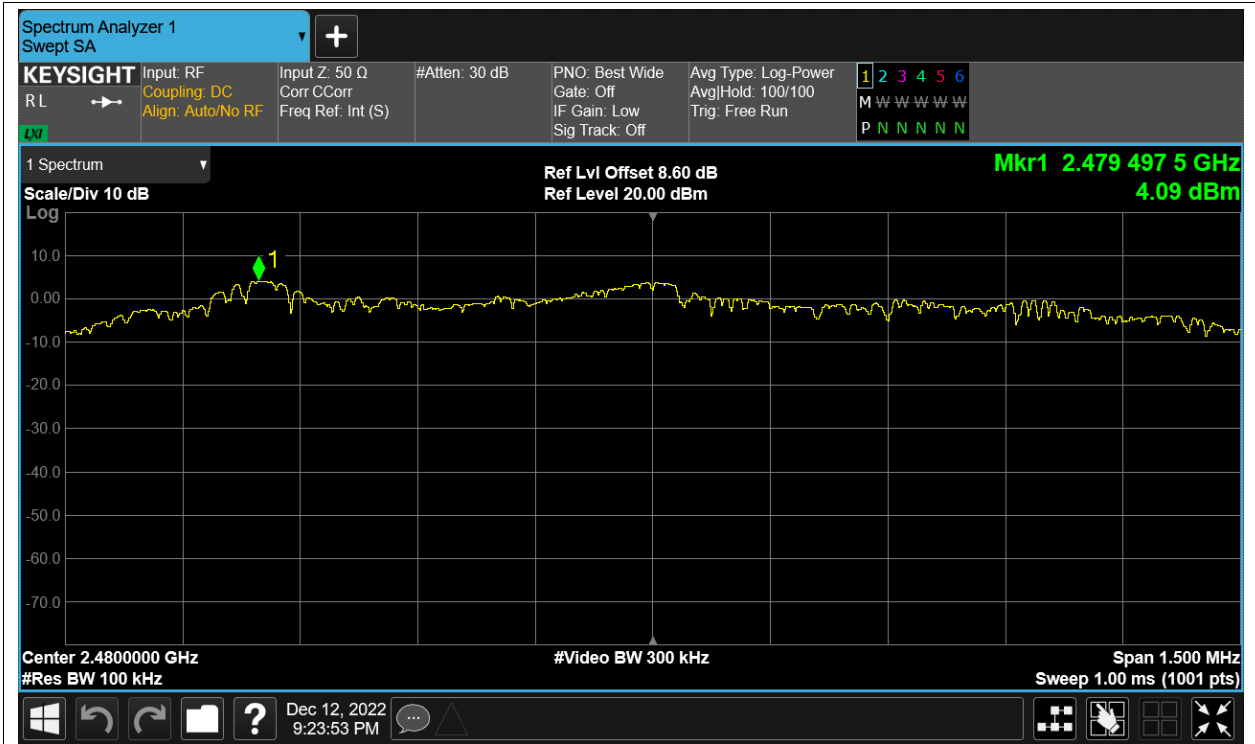 Spectrum Analyzer 1
Swept SA
+
KEYSIGHT
R L
LXI
Input: RF
Coupling: DC
Align: Auto/No RF
Input Z: 50 Ω
Corr CCorr
Freq Ref: Int (S)
#Atten: 30 dB
PNO: Best Wide
Gate: Off
IF Gain: Low
Sig Track: Off
Avg Type: Log-Power
Avg|Hold: 100/100
Trig: Free Run
1 2 3 4 5 6
M W W W W W
P N N N N N
1 Spectrum
Scale/Div 10 dB
Log
Ref Lvl Offset 8.60 dB
Ref Level 20.00 dBm
Mkr1 2.479 497 5 GHz
4.09 dBm
1
10.0
0.00
-10.0
-20.0
-30.0
-40.0
-50.0
-60.0
-70.0
Center 2.4800000 GHz
#Res BW 100 kHz
#Video BW 300 kHz
Span 1.500 MHz
Sweep 1.00 ms (1001 pts)
?
Dec 12, 2022
9:23:53 PM